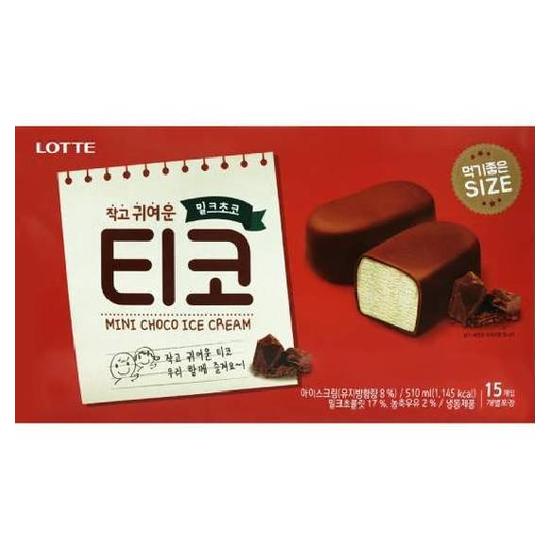 LOTTE
작고 귀여운
밀크초코
티코
MINI CHOCO ICE CREAM
작고 귀여운 티코
우리 함께 즐겨요~!
먹기좋은
SIZE
아이스크림(유지방함량 8%) / 510 ml(1,145 kcal)
밀크초콜릿 17%, 농축우유 2% / 냉동제품
15개입
개별포장